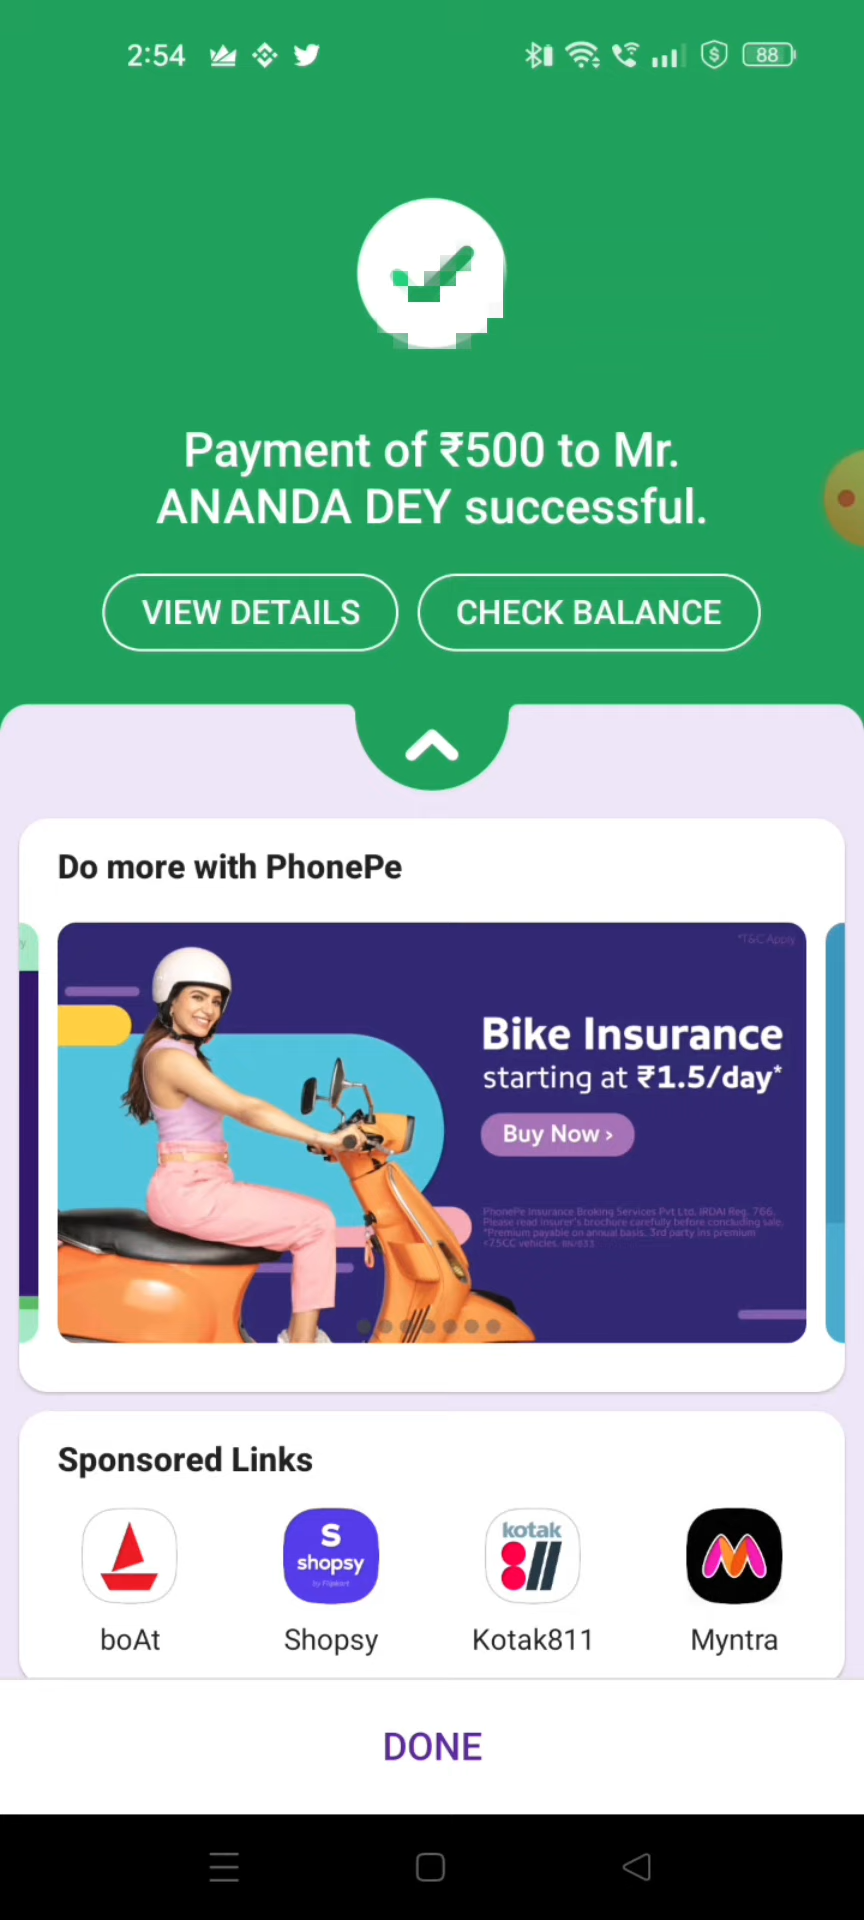 2:54
88
Payment of ₹500 to Mr.
ANANDA DEY successful.
VIEW DETAILS
CHECK BALANCE
Do more with PhonePe
*T&C Apply
Bike Insurance
starting at ₹1.5/day*
Buy Now ›
PhonePe Insurance Broking Services Pvt Ltd, IRDAI Reg. 766.
Please read insurer's brochure carefully before concluding sale.
*Premium payable on annual basis. 3rd party ins premium
<75CC vehicles.
Sponsored Links
S
shopsy
by Flipkart
kotak
811
boAt
Shopsy
Kotak811
Myntra
DONE